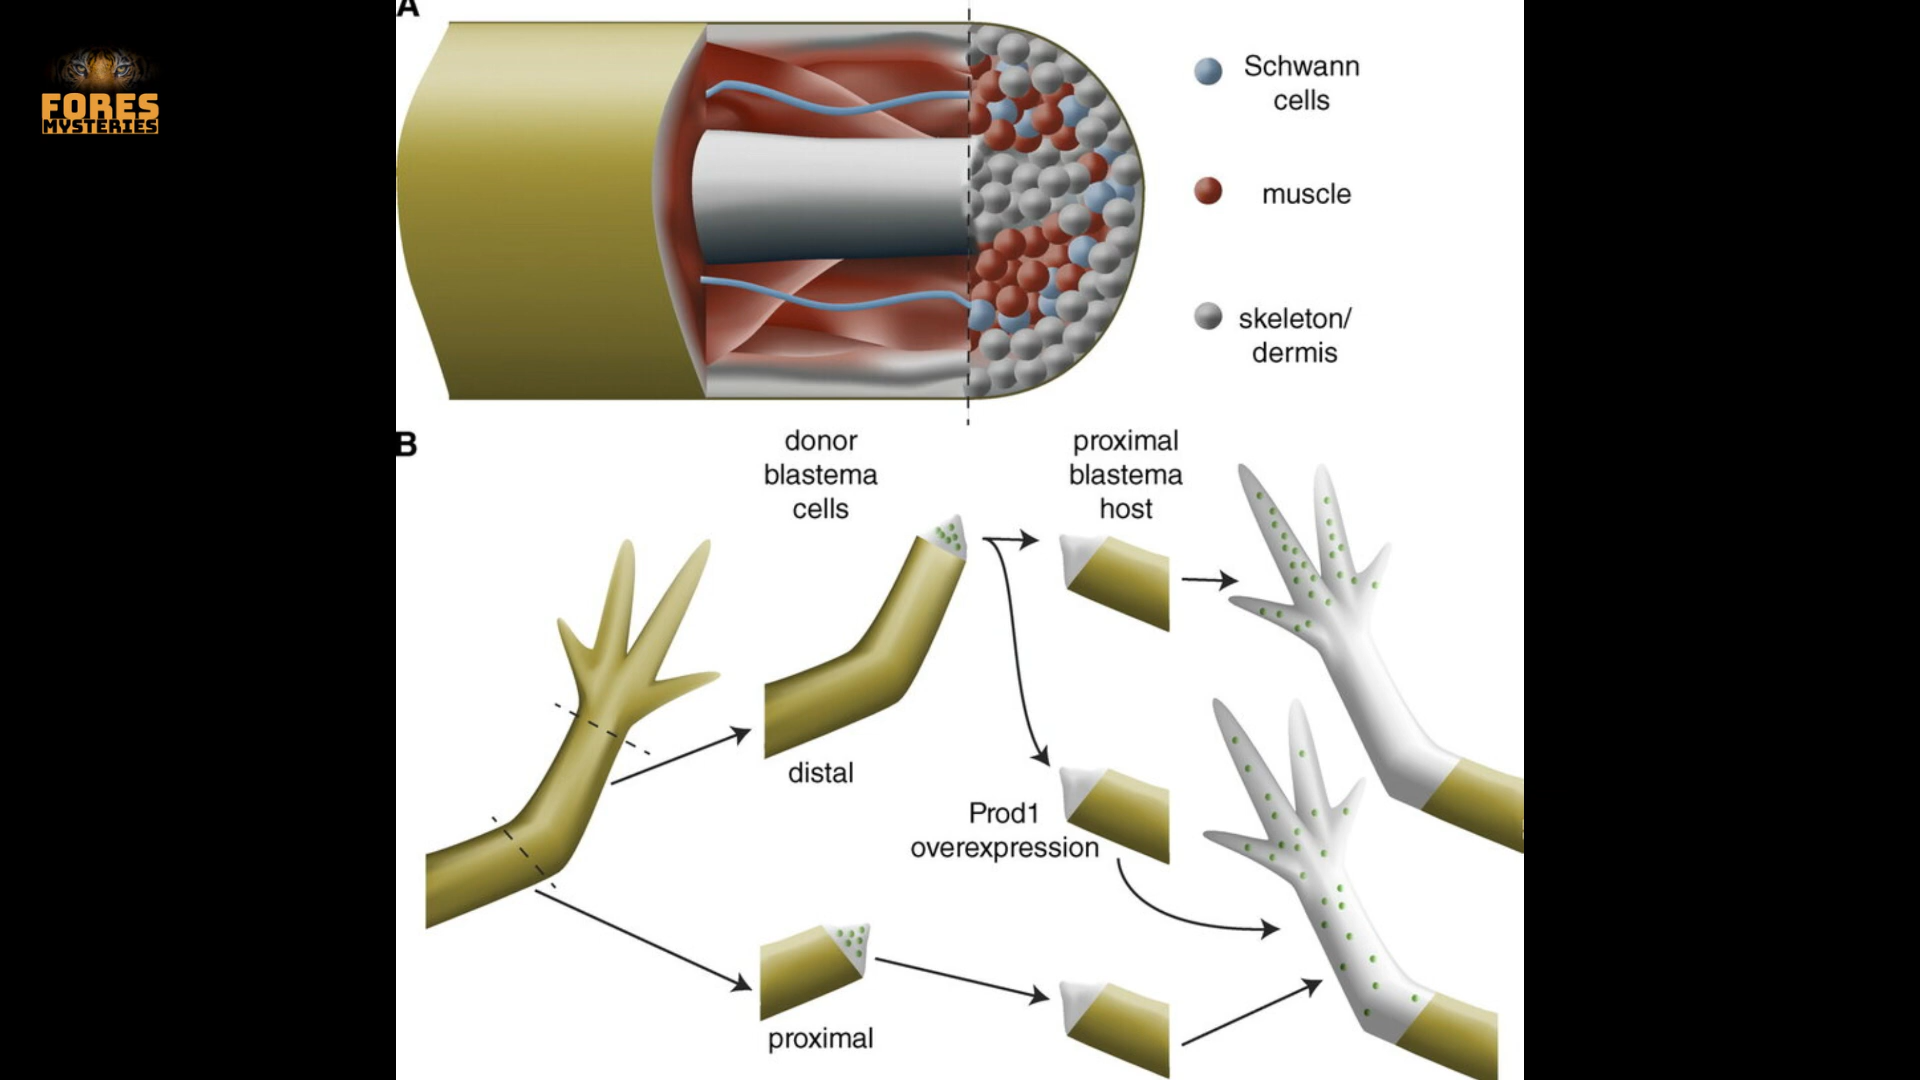 A
FORES
MYSTERIES
Schwann
cells
muscle
skeleton/
dermis
B
donor
blastema
cells
proximal
blastema
host
distal
Prod1
overexpression
proximal